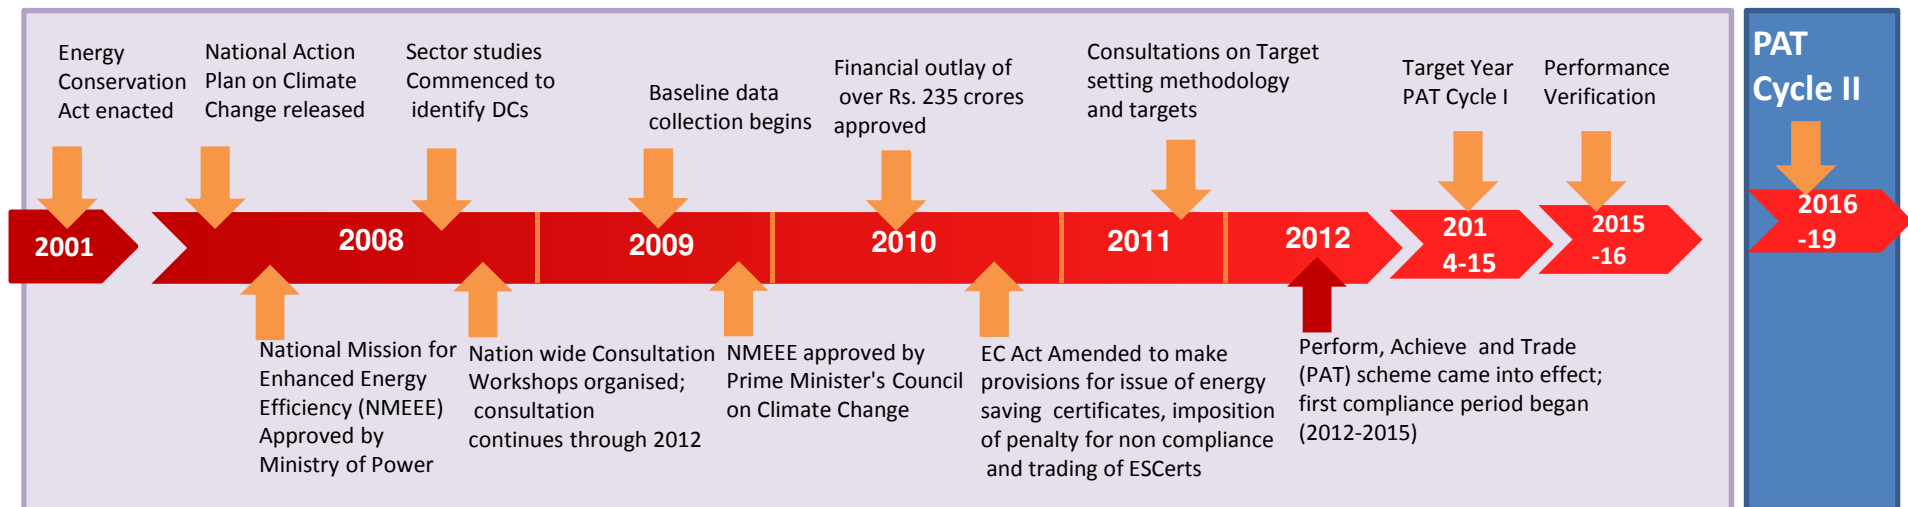 Energy
Conservation
Act enacted
National Action
Plan on Climate
Change released
Sector studies
Commenced to
identify DCs
Baseline data
collection begins
Financial outlay of
over Rs. 235 crores
approved
Consultations on Target
setting methodology
and targets
Target Year
PAT Cycle I
Performance
Verification
PAT
Cycle II
2001
2008
2009
2010
2011
2012
201
4-15
2015
-16
2016
-19
National Mission for
Enhanced Energy
Efficiency (NMEEE)
Approved by
Ministry of Power
Nation wide Consultation
Workshops organised;
consultation
continues through 2012
NMEEE approved by
Prime Minister's Council
on Climate Change
EC Act Amended to make
provisions for issue of energy
saving certificates, imposition
of penalty for non compliance
and trading of ESCerts
Perform, Achieve and Trade
(PAT) scheme came into effect;
first compliance period began
(2012-2015)